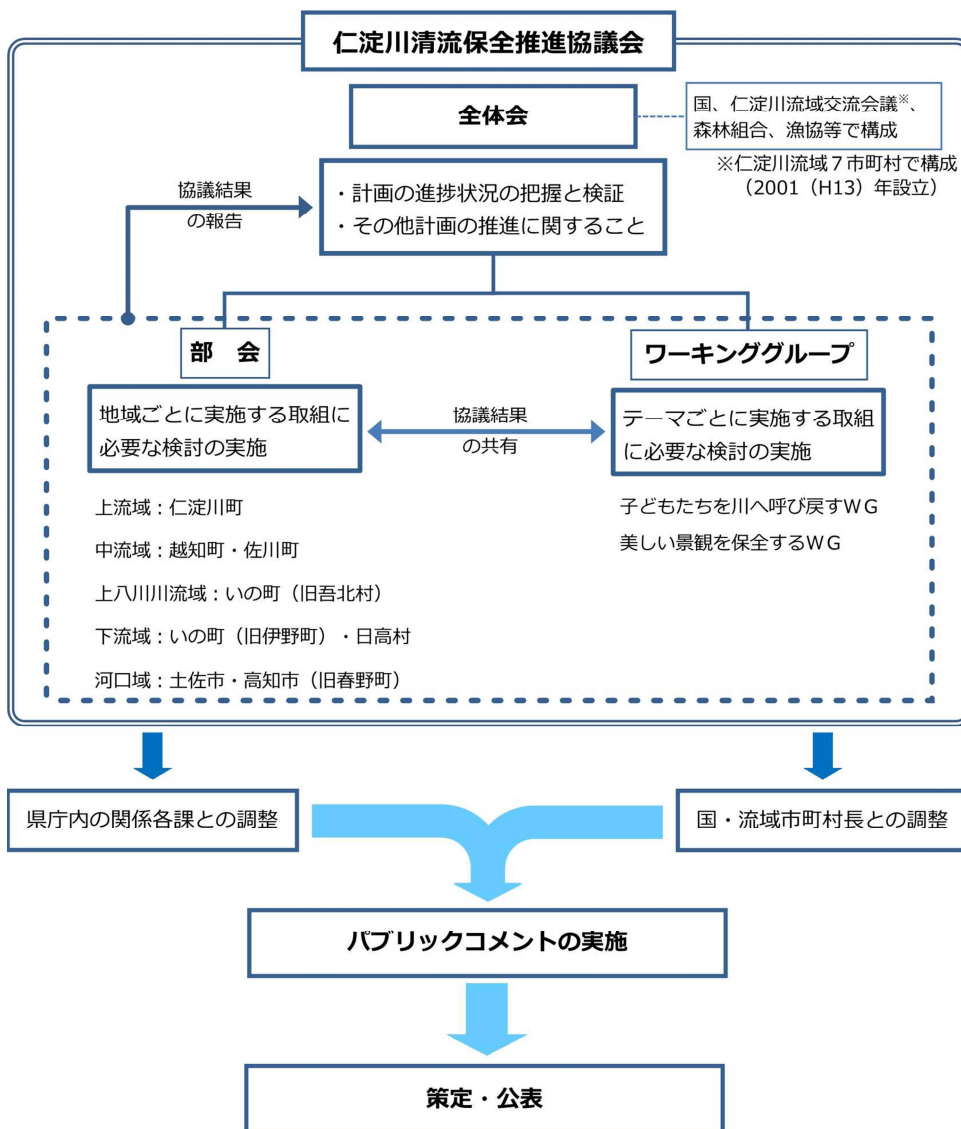 仁淀川清流保全推進協議会
全体会
国、仁淀川流域交流会議※、
森林組合、漁協等で構成
※仁淀川流域７市町村で構成
（2001（H13）年設立）
協議結果
の報告
・計画の進捗状況の把握と検証
・その他計画の推進に関すること
部　会
ワーキンググループ
地域ごとに実施する取組に
必要な検討の実施
協議結果
の共有
テーマごとに実施する取組
に必要な検討の実施
上流域：仁淀川町
中流域：越知町・佐川町
上八川川流域：いの町（旧吾北村）
下流域：いの町（旧伊野町）・日高村
河口域：土佐市・高知市（旧春野町）
子どもたちを川へ呼び戻すＷＧ
美しい景観を保全するＷＧ
県庁内の関係各課との調整
国・流域市町村長との調整
パブリックコメントの実施
策定・公表